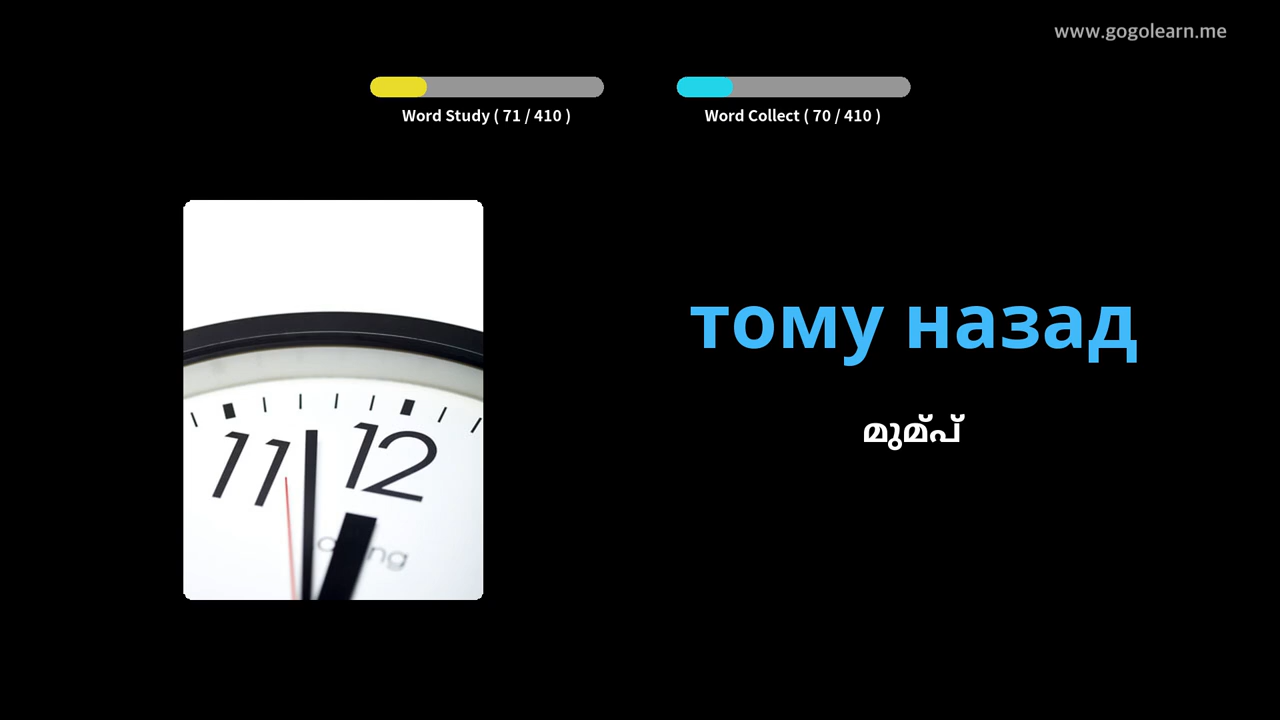 www.gogolearn.me
Word Study ( 71 / 410 )
Word Collect ( 70 / 410 )
тому назад
മുമ്പ്
11
12